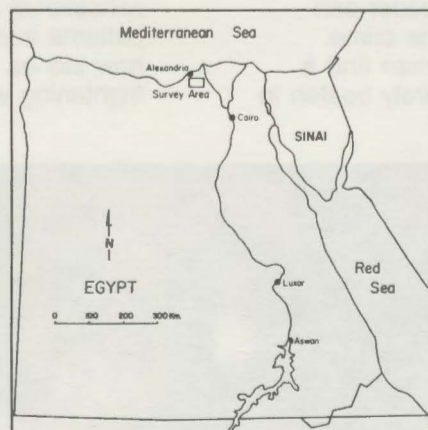 Mediterranean Sea
Alexandria
Survey Area
Cairo
SINAI
N
Red
Sea
EGYPT
Luxor
0 100 200 300 Km.
Aswan